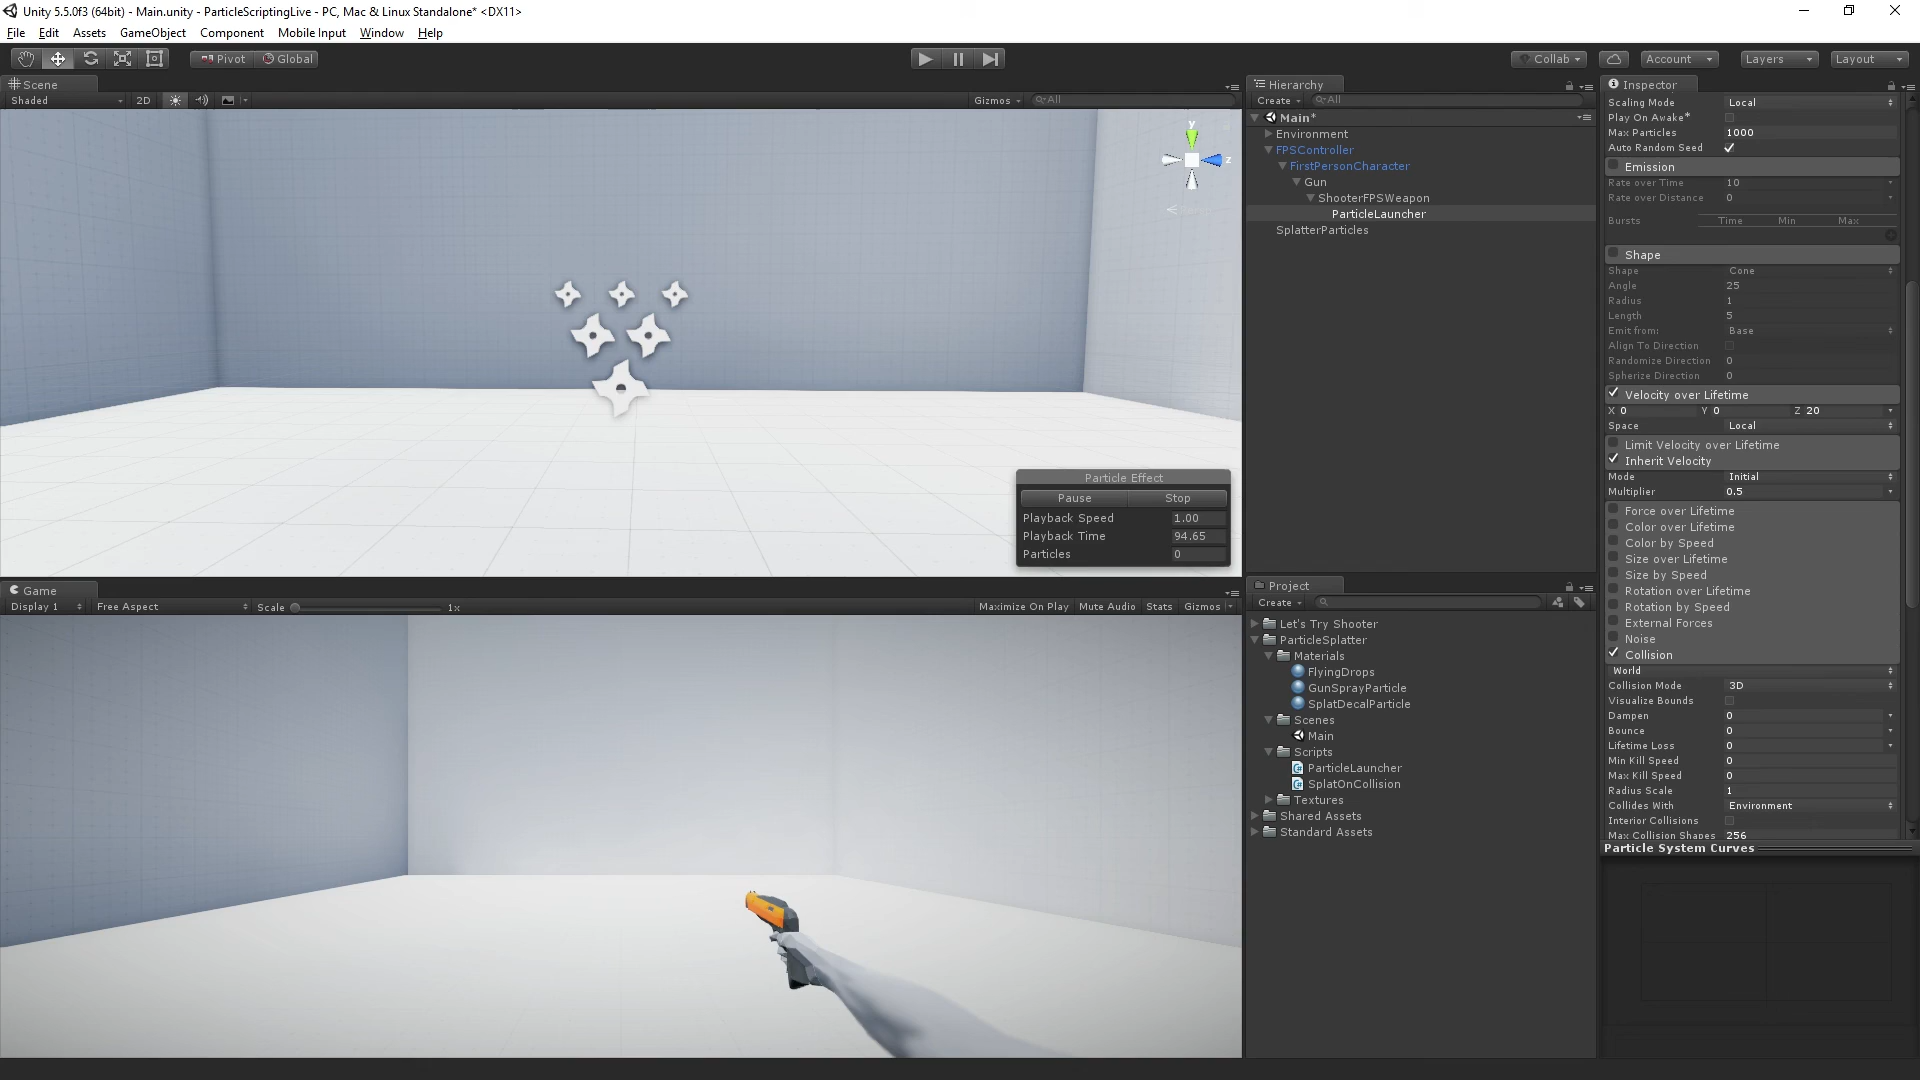 Unity 5.5.0f3 (64bit) - Main.unity - ParticleScriptingLive - PC, Mac & Linux Standalone* <DX11>
File Edit Assets GameObject Component Mobile Input Window Help
Pivot Global
Collab Account Layers Layout
Scene
Shaded 2D Gizmos All
y
z
Particle Effect
Pause Stop
Playback Speed 1.00
Playback Time 94.65
Particles 0
Game
Display 1 Free Aspect Scale 1x Maximize On Play Mute Audio Stats Gizmos
Hierarchy
Create All
Main*
Environment
FPSController
FirstPersonCharacter
Gun
ShooterFPSWeapon
ParticleLauncher
SplatterParticles
Project
Create
Let's Try Shooter
ParticleSplatter
Materials
FlyingDrops
GunSprayParticle
SplatDecalParticle
Scenes
Main
Scripts
ParticleLauncher
SplatOnCollision
Textures
Shared Assets
Standard Assets
Inspector
Scaling Mode Local
Play On Awake*
Max Particles 1000
Auto Random Seed
Emission
Rate over Time 10
Rate over Distance 0
Bursts Time Min Max
Shape
Shape Cone
Angle 25
Radius 1
Length 5
Emit from: Base
Align To Direction
Randomize Direction 0
Spherize Direction 0
Velocity over Lifetime
X 0 Y 0 Z 20
Space Local
Limit Velocity over Lifetime
Inherit Velocity
Mode Initial
Multiplier 0.5
Force over Lifetime
Color over Lifetime
Color by Speed
Size over Lifetime
Size by Speed
Rotation over Lifetime
Rotation by Speed
External Forces
Noise
Collision
World
Collision Mode 3D
Visualize Bounds
Dampen 0
Bounce 0
Lifetime Loss 0
Min Kill Speed 0
Max Kill Speed 0
Radius Scale 1
Collides With Environment
Interior Collisions
Max Collision Shapes 256
Particle System Curves